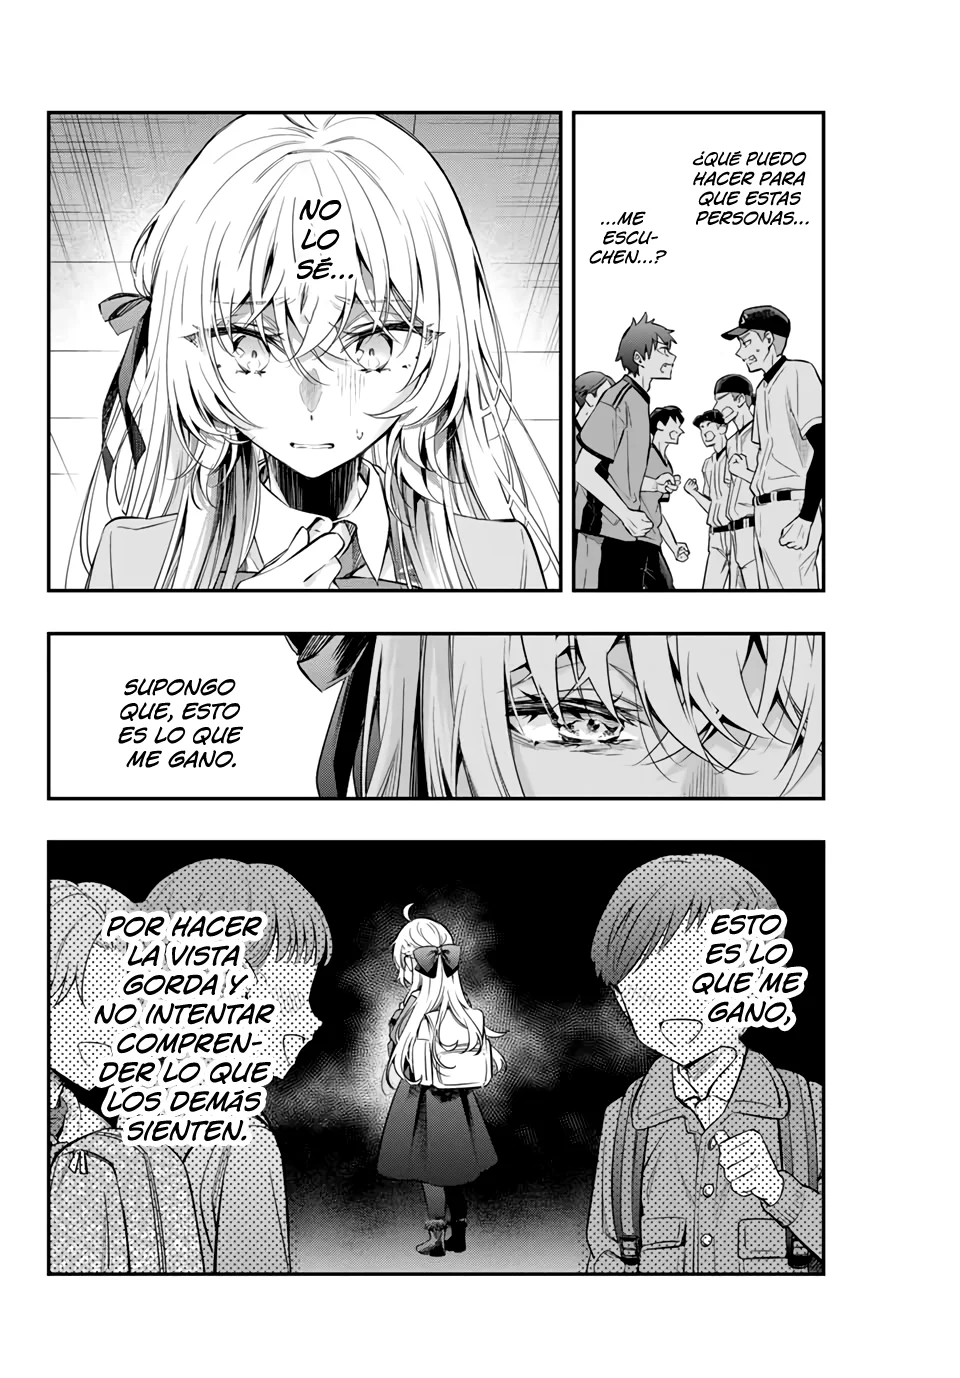 ¿QUÉ PUEDO
HACER PARA
QUE ESTAS
PERSONAS...
...ME
ESCU-
CHEN...?
NO
LO
SÉ...
SUPONGO
QUE, ESTO
ES LO QUE
ME GANO.
ESTO
ES LO
QUE ME
GANO,
POR HACER
LA VISTA
GORDA Y
NO INTENTAR
COMPREN-
DER LO QUE
LOS DEMÁS
SIENTEN.